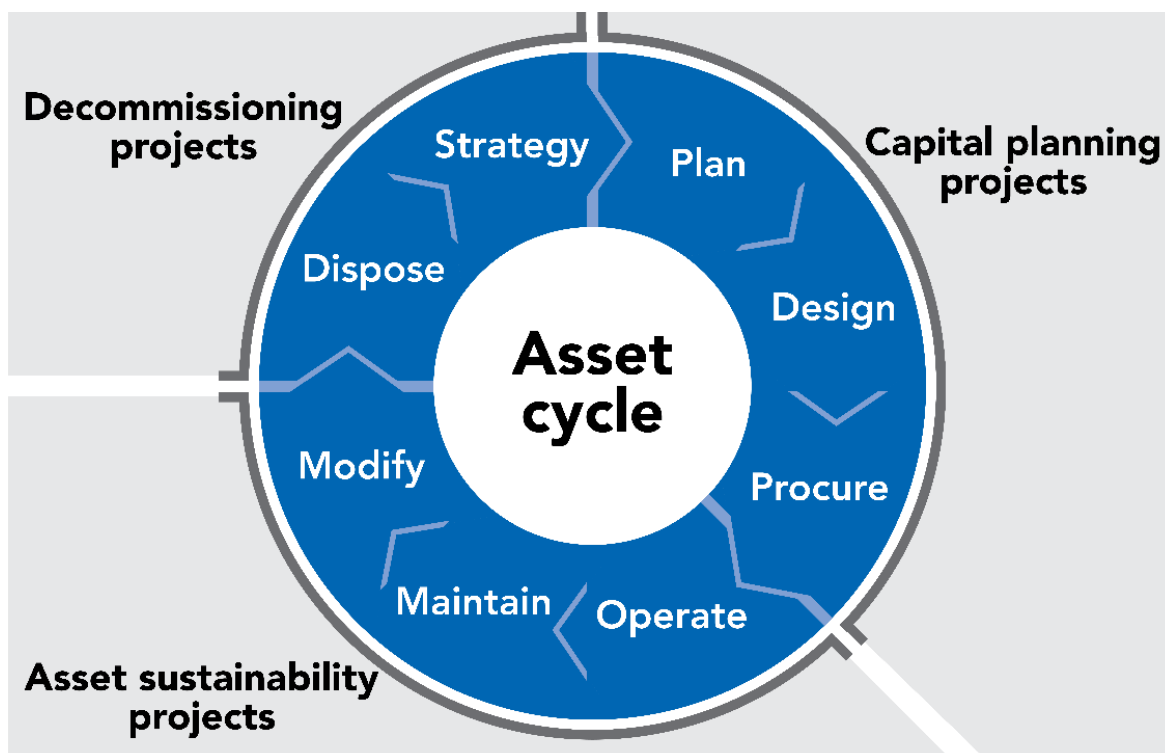 Decommissioning
projects
Capital planning
projects
Strategy
Plan
Dispose
Design
Asset
cycle
Modify
Procure
Maintain
Operate
Asset sustainability
projects